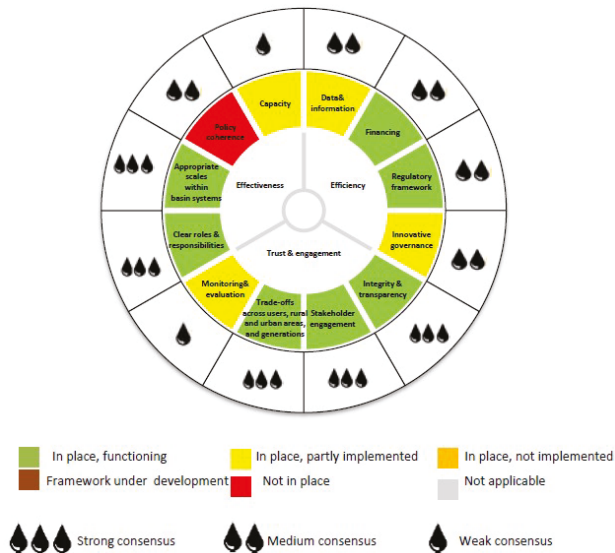 Capacity
Data&
information
Policy
coherence
Financing
Appropriate
scales
within
basin systems
Effectiveness
Efficiency
Regulatory
framework
Clear roles &
responsibilities
Innovative
governance
Trust & engagement
Monitoring&
evaluation
Integrity &
transparency
Trade-offs
across users, rural
and urban areas,
and generations
Stakeholder
engagement
In place, functioning
In place, partly implemented
In place, not implemented
Framework under development
Not in place
Not applicable
Strong consensus
Medium consensus
Weak consensus